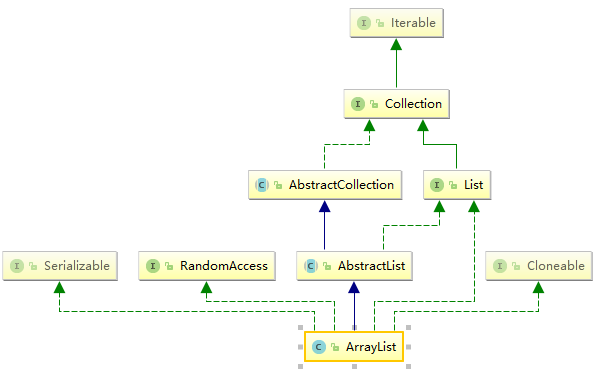 I Iterable
I Collection
C AbstractCollection
I List
I Serializable
I RandomAccess
C AbstractList
I Cloneable
C ArrayList